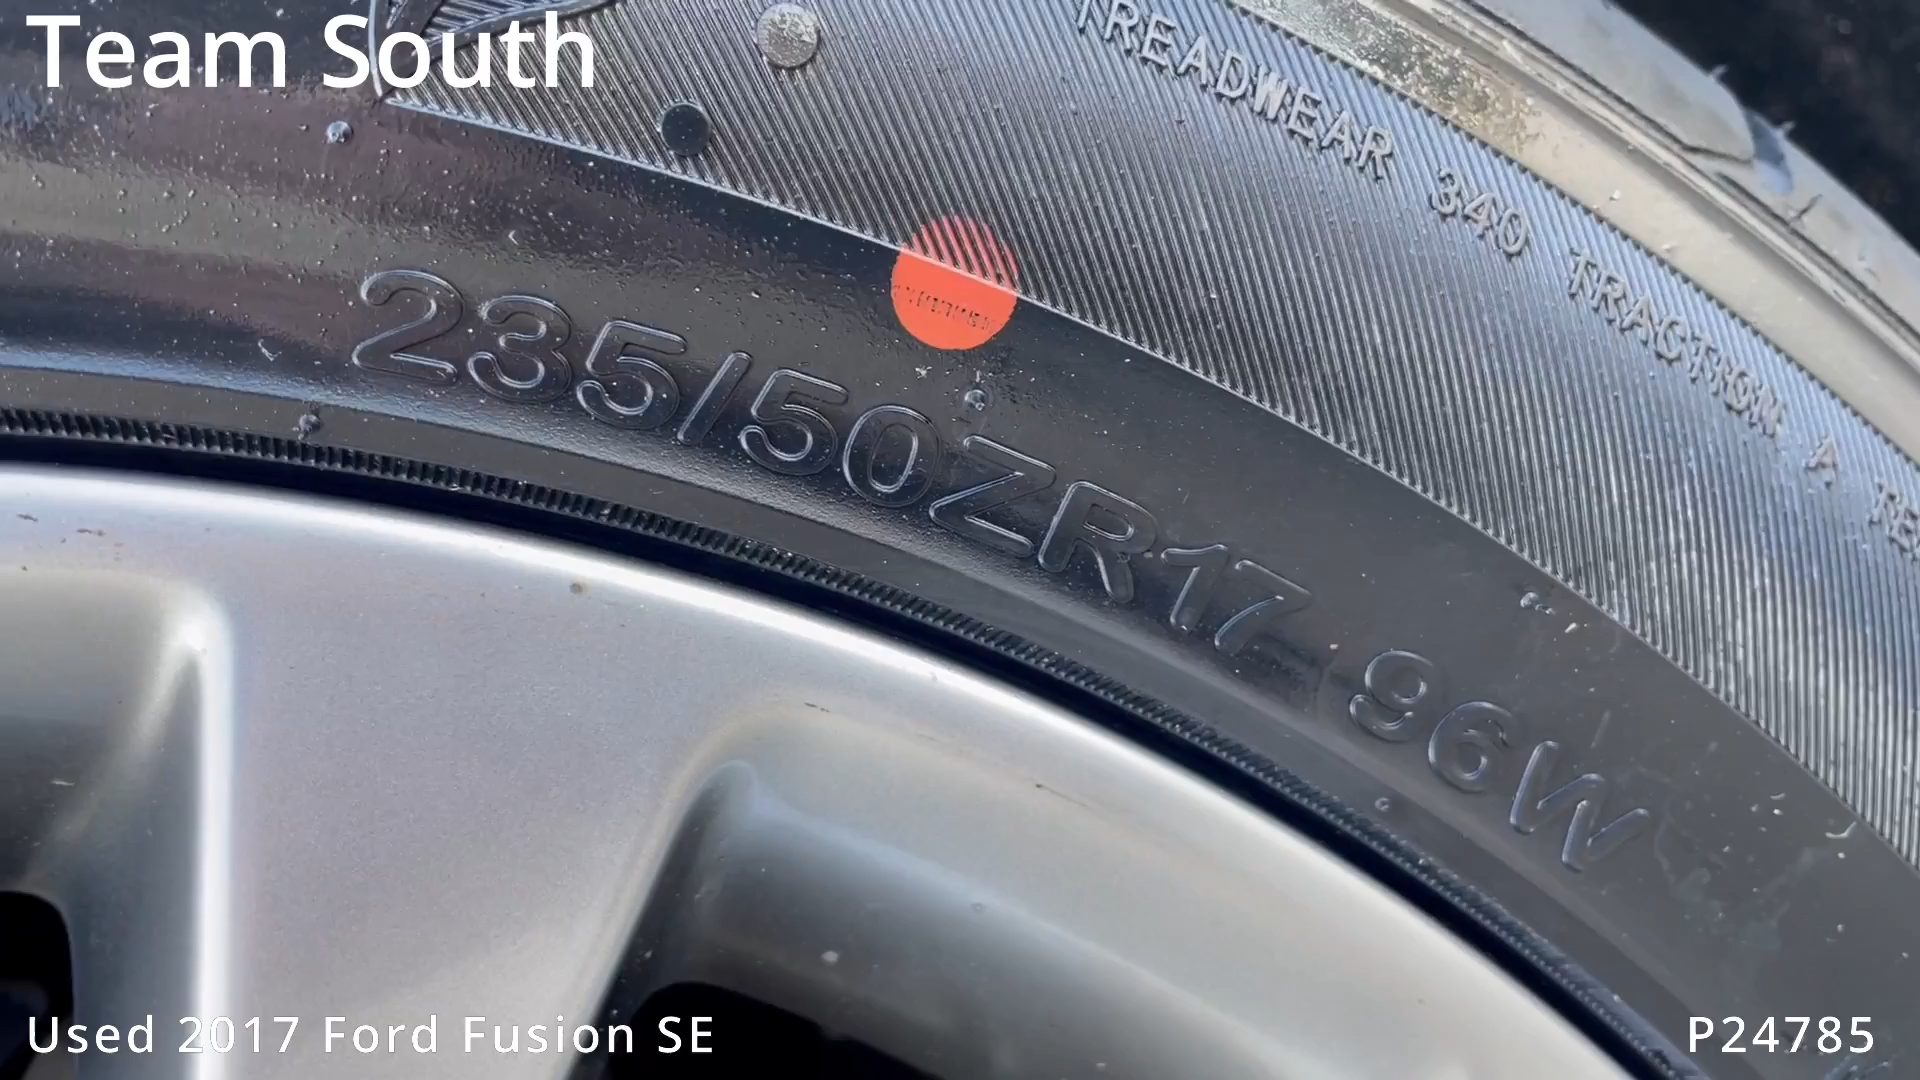 Team South
TREADWEAR 340 TRACTION A
235/50ZR17 96W
Used 2017 Ford Fusion SE
P24785